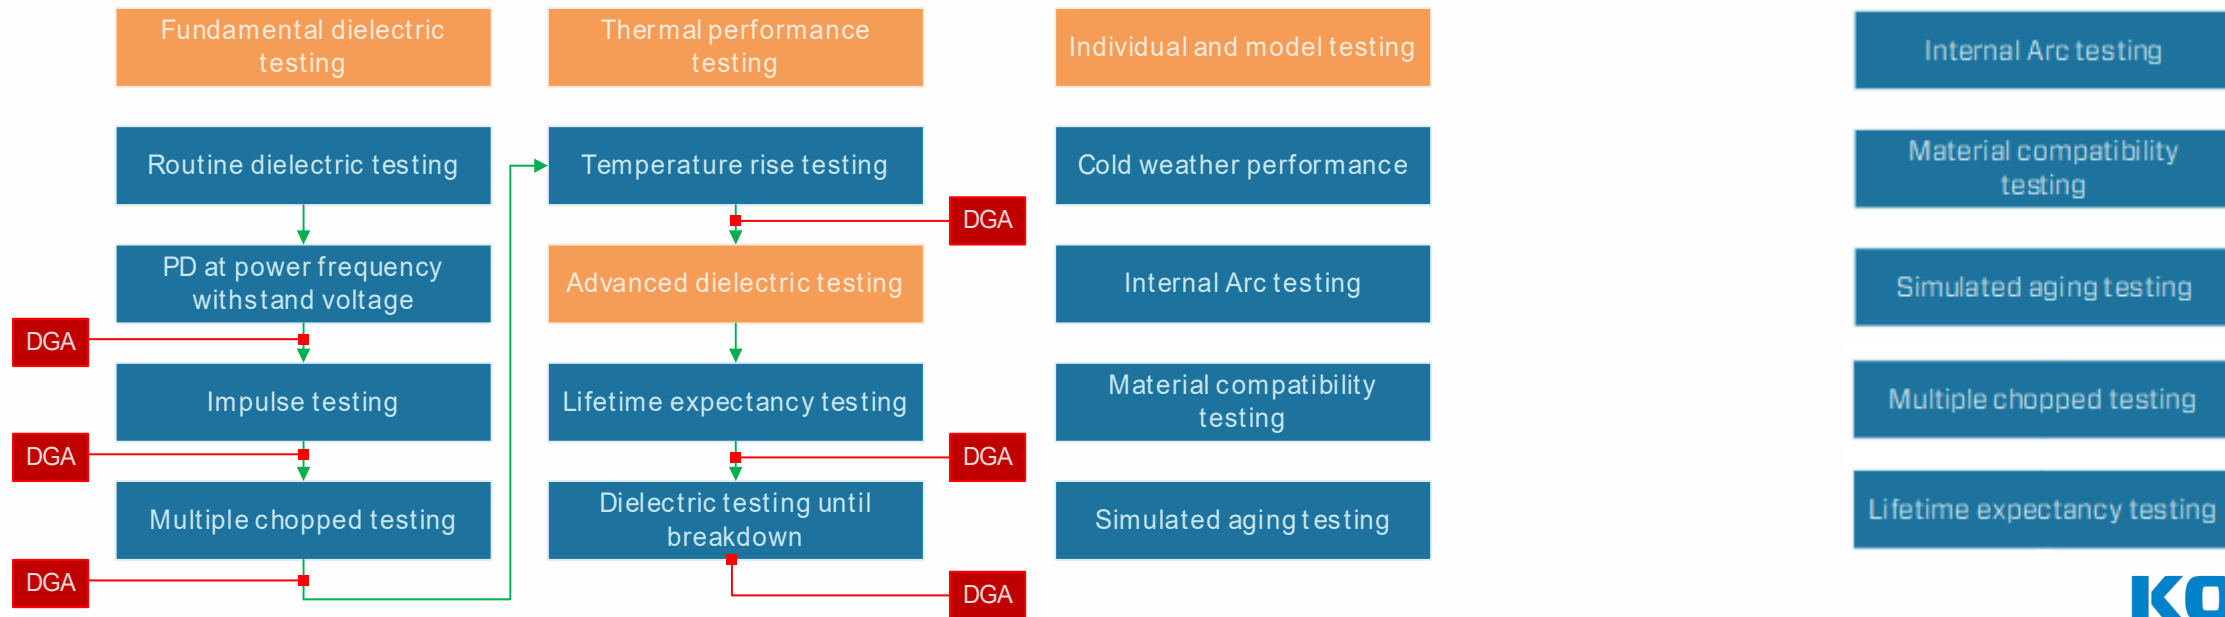 Fundamental dielectric
testing
Routine dielectric testing
PD at power frequency
withstand voltage
DGA
Impulse testing
DGA
Multiple chopped testing
DGA
Thermal performance
testing
Temperature rise testing
DGA
Advanced dielectric testing
Lifetime expectancy testing
DGA
Dielectric testing until
breakdown
DGA
Individual and model testing
Cold weather performance
Internal Arc testing
Material compatibility
testing
Simulated aging testing
Internal Arc testing
Material compatibility
testing
Simulated aging testing
Multiple chopped testing
Lifetime expectancy testing